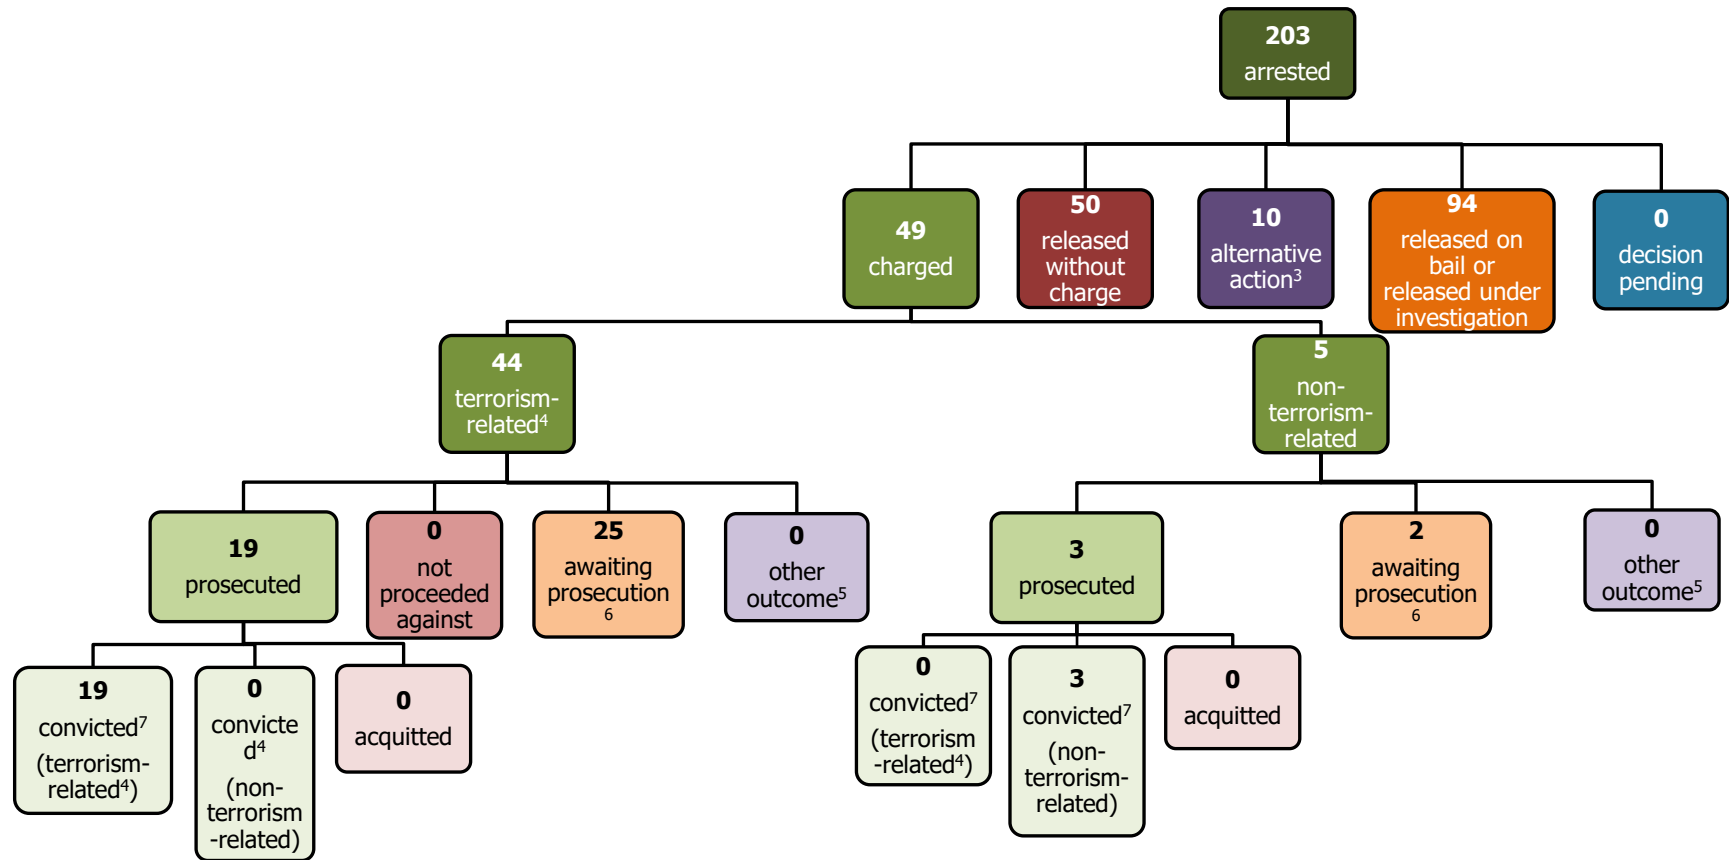 203
arrested
49
charged
50
released
without
charge
10
alternative
action³
94
released on
bail or
released under
investigation
0
decision
pending
44
terrorism-
related⁴
5
non-
terrorism-
related
19
prosecuted
0
not
proceeded
against
25
awaiting
prosecution
6
0
other
outcome⁵
3
prosecuted
2
awaiting
prosecution
6
0
other
outcome⁵
19
convicted⁷
(terrorism-
related⁴)
0
convicte
d⁴
(non-
terrorism
-related)
0
acquitted
0
convicted⁷
(terrorism
-related⁴)
3
convicted⁷
(non-
terrorism-
related)
0
acquitted